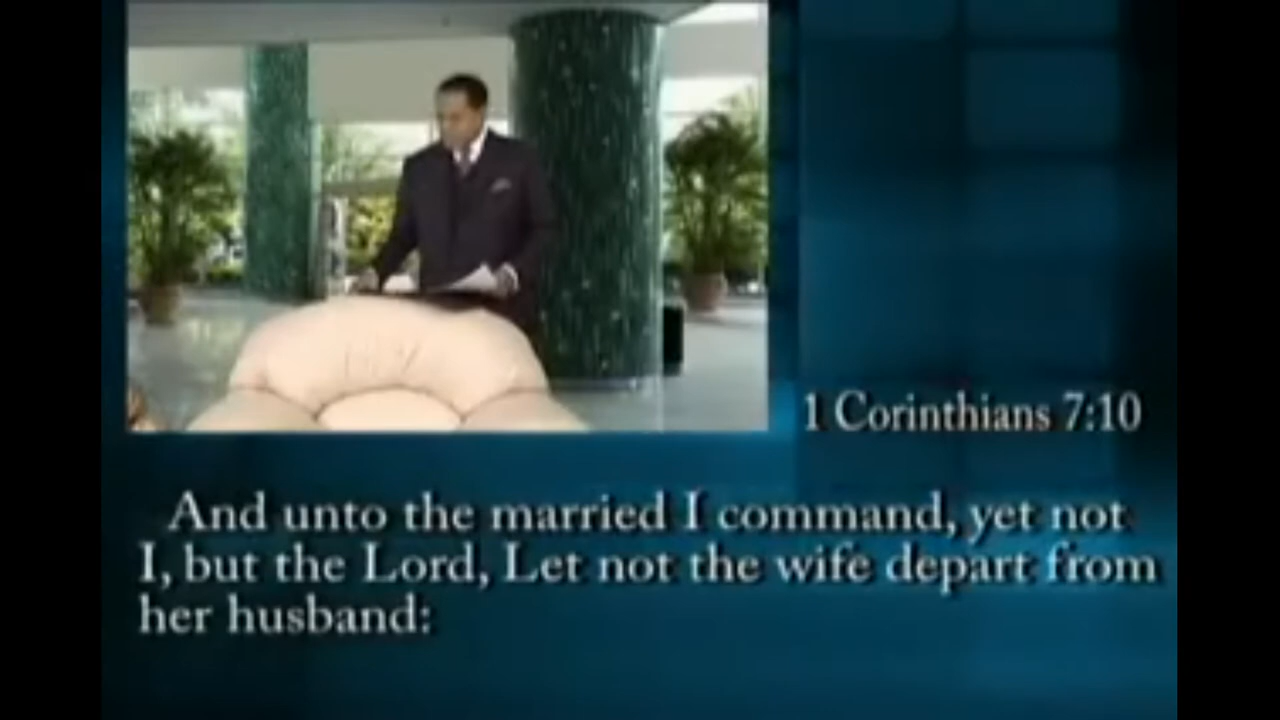 1 Corinthians 7:10
And unto the married I command, yet not
I, but the Lord, Let not the wife depart from
her husband: